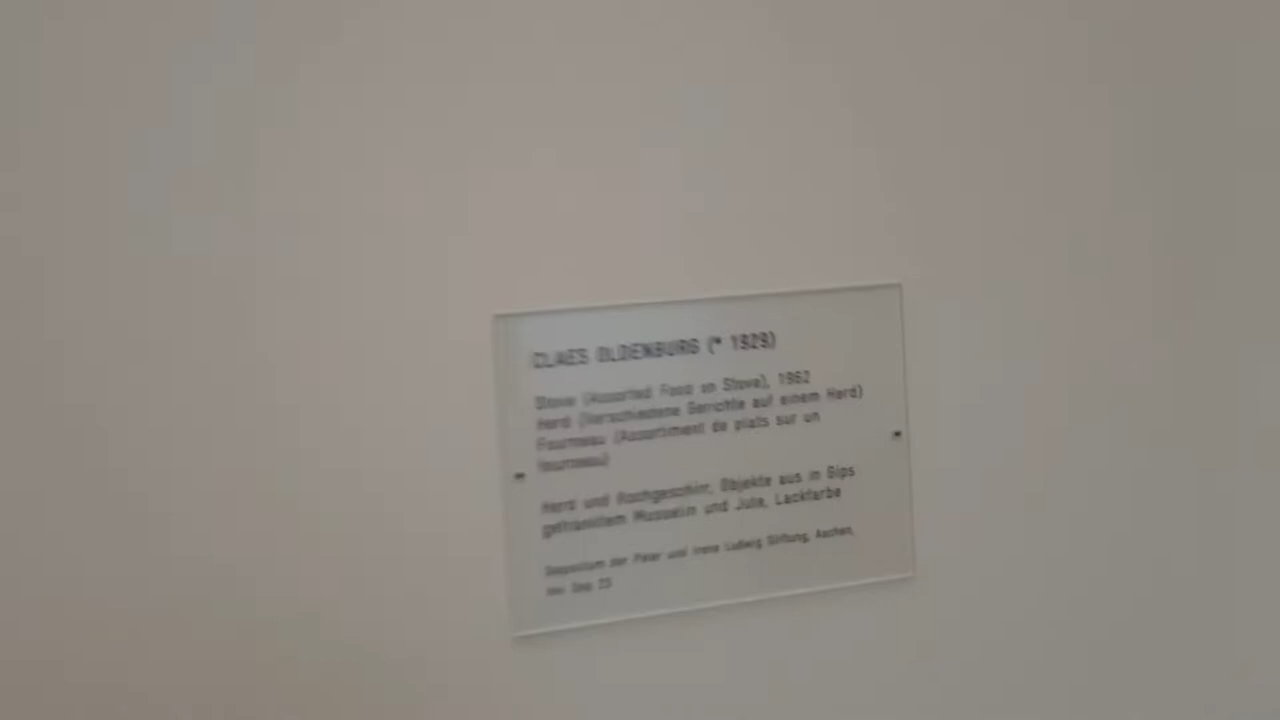 CLAES OLDENBURG (* 1929)
Stove (Assorted Food on Stove), 1962
Herd (Verschiedene Gerichte auf einem Herd)
Fourneau (Assortiment de plats sur un
fourneau)
Herd und Kochgeschirr, Objekte aus in Gips
getränktem Musselin und Jute, Lackfarbe
Depositum der Peter und Irene Ludwig Stiftung, Aachen,